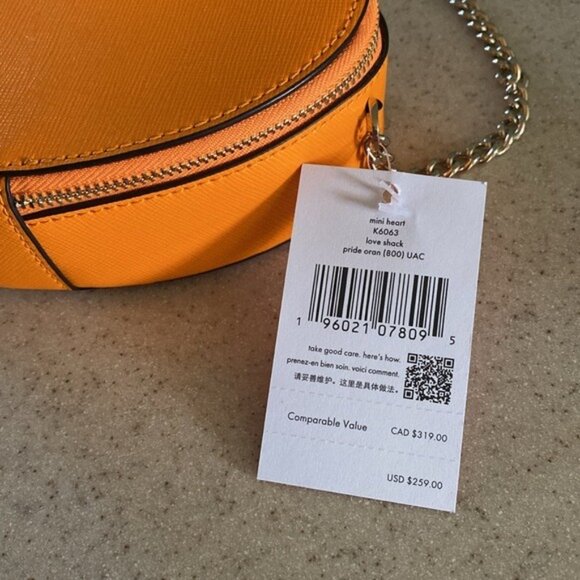 mini heart
K6063
love shack
pride oran (800) UAC
1 96021 07809 5
take good care. here's how.
prenez-en bien soin. voici comment.
请妥善维护。这里是具体做法。
Comparable Value CAD $319.00
USD $259.00